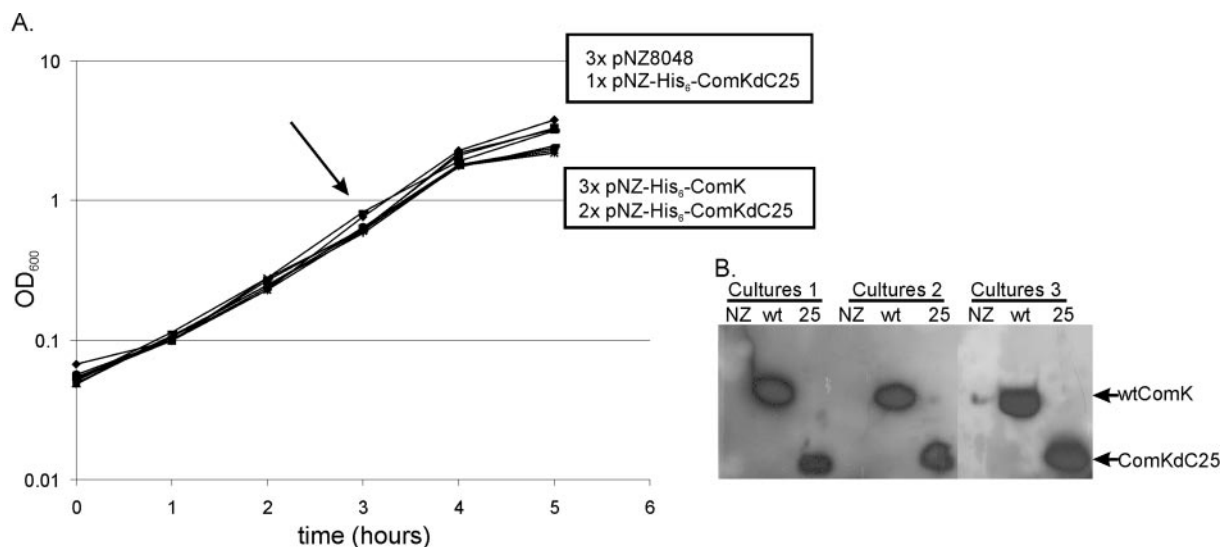 A.
10
1
0.1
0.01
OD600
0 1 2 3 4 5 6
time (hours)
3x pNZ8048
1x pNZ-His6-ComKdC25
3x pNZ-His6-ComK
2x pNZ-His6-ComKdC25
B.
Cultures 1 Cultures 2 Cultures 3
NZ wt 25 NZ wt 25 NZ wt 25
wtComK
ComKdC25